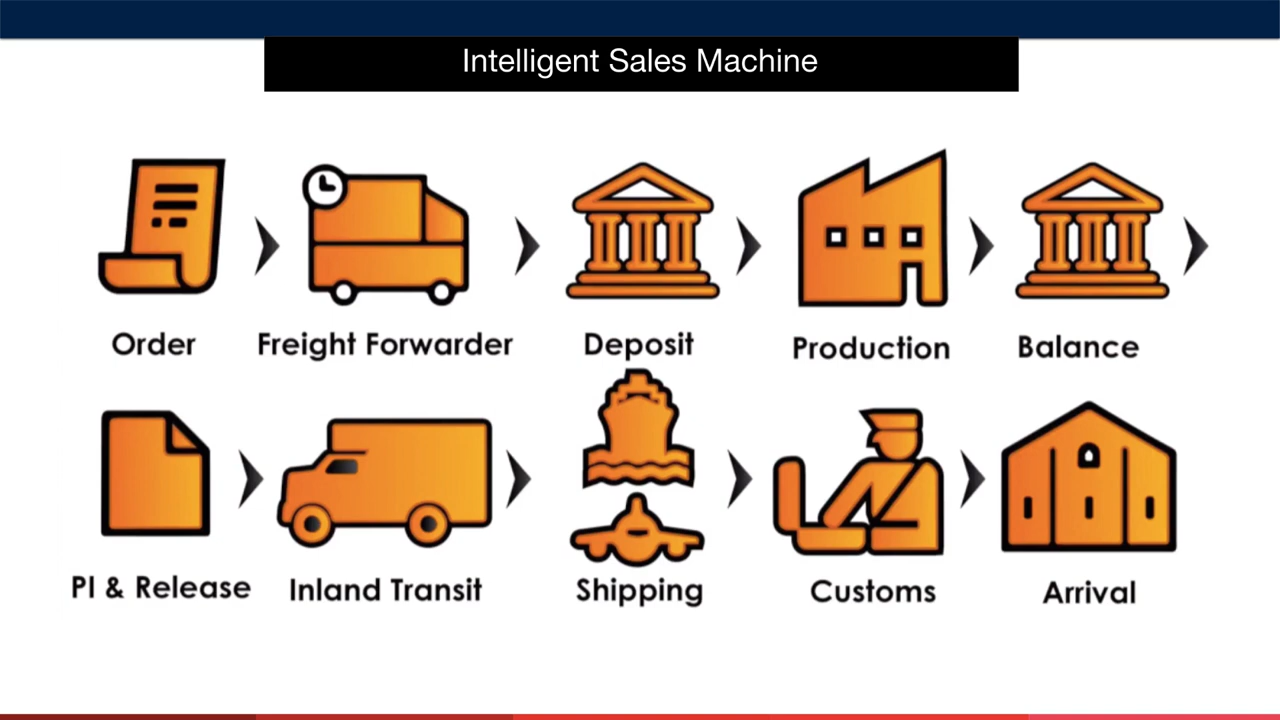 Intelligent Sales Machine
Order
Freight Forwarder
Deposit
Production
Balance
PI & Release
Inland Transit
Shipping
Customs
Arrival